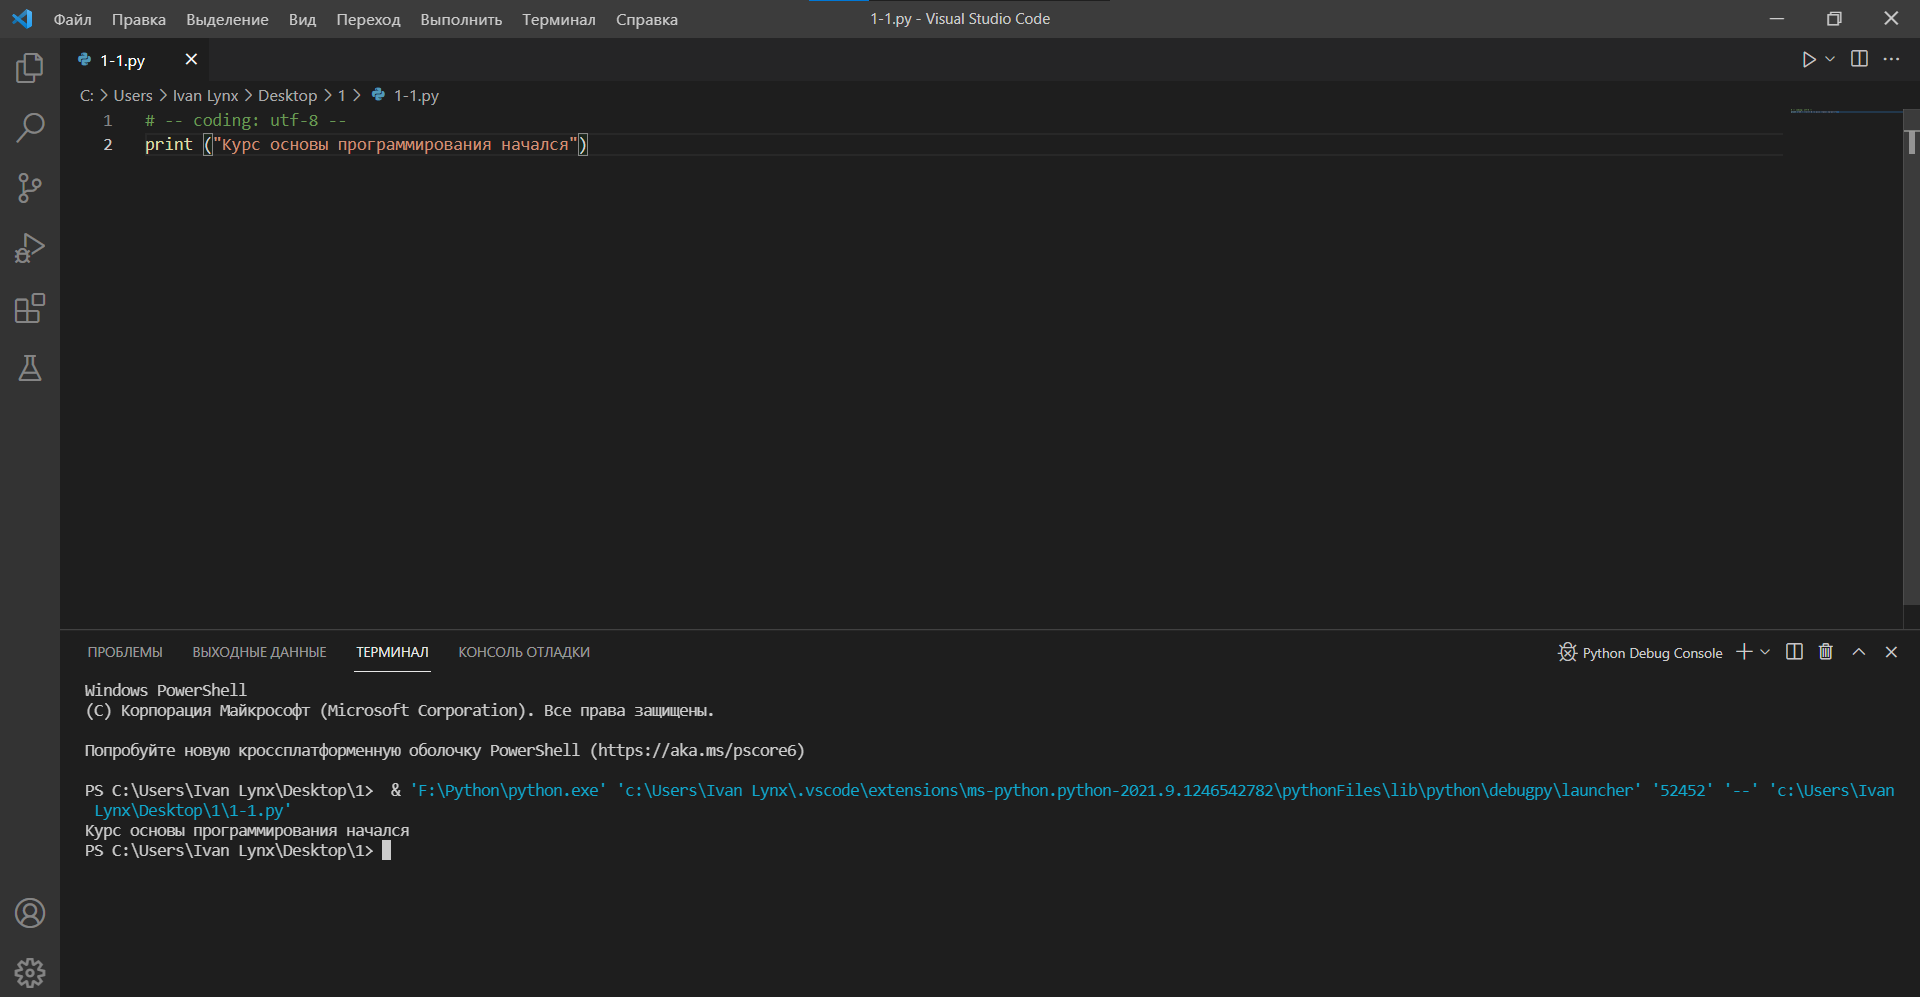 Файл Правка Выделение Вид Переход Выполнить Терминал Справка 1-1.py - Visual Studio Code
1-1.py
C: > Users > Ivan Lynx > Desktop > 1 > 1-1.py
1 # -- coding: utf-8 --
2 print ("Курс основы программирования начался")
ПРОБЛЕМЫ ВЫХОДНЫЕ ДАННЫЕ ТЕРМИНАЛ КОНСОЛЬ ОТЛАДКИ Python Debug Console
Windows PowerShell
(C) Корпорация Майкрософт (Microsoft Corporation). Все права защищены.
Попробуйте новую кроссплатформенную оболочку PowerShell (https://aka.ms/pscore6)
PS C:\Users\Ivan Lynx\Desktop\1>  & 'F:\Python\python.exe' 'c:\Users\Ivan Lynx\.vscode\extensions\ms-python.python-2021.9.1246542782\pythonFiles\lib\python\debugpy\launcher' '52452' '--' 'c:\Users\Ivan
Lynx\Desktop\1\1-1.py'
Курс основы программирования начался
PS C:\Users\Ivan Lynx\Desktop\1>